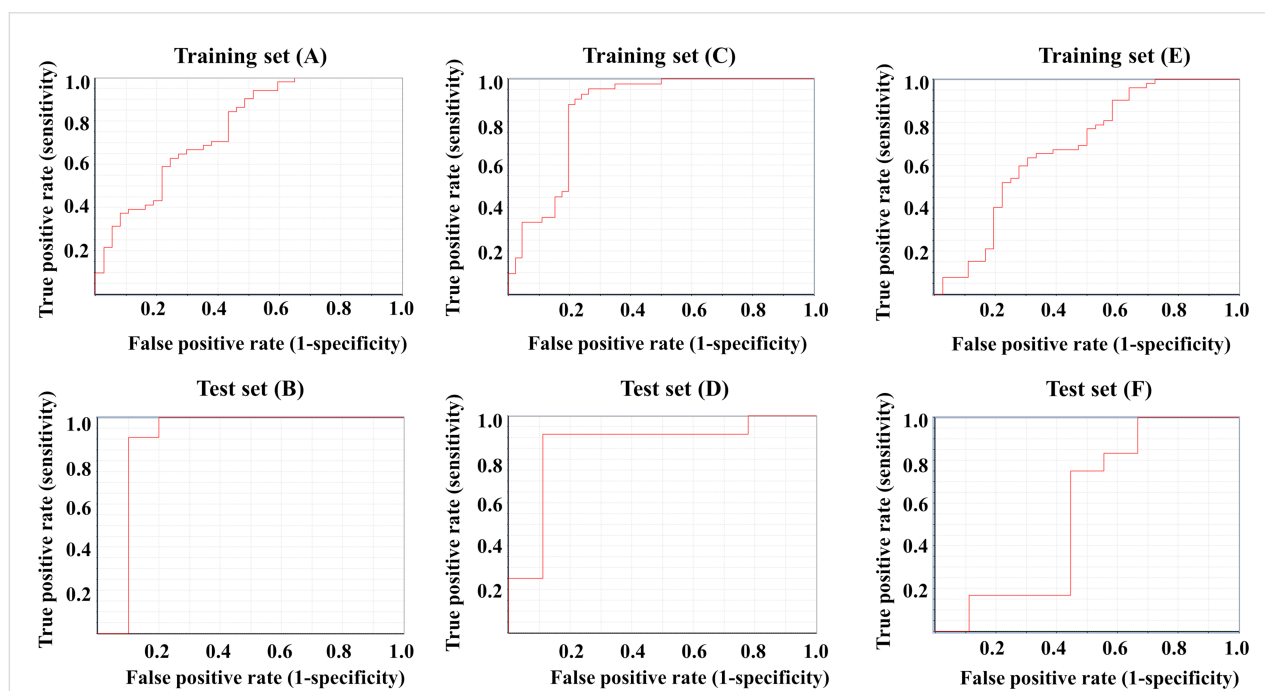 Training set (A)
True positive rate (sensitivity)
1.0
0.8
0.6
0.4
0.2
0.2 0.4 0.6 0.8 1.0
False positive rate (1-specificity)
Training set (C)
True positive rate (sensitivity)
1.0
0.8
0.6
0.4
0.2
0.2 0.4 0.6 0.8 1.0
False positive rate (1-specificity)
Training set (E)
True positive rate (sensitivity)
1.0
0.8
0.6
0.4
0.2
0.2 0.4 0.6 0.8 1.0
False positive rate (1-specificity)
Test set (B)
True positive rate (sensitivity)
1.0
0.8
0.6
0.4
0.2
0.2 0.4 0.6 0.8 1.0
False positive rate (1-specificity)
Test set (D)
True positive rate (sensitivity)
1.0
0.8
0.6
0.4
0.2
0.2 0.4 0.6 0.8 1.0
False positive rate (1-specificity)
Test set (F)
True positive rate (sensitivity)
1.0
0.8
0.6
0.4
0.2
0.2 0.4 0.6 0.8 1.0
False positive rate (1-specificity)